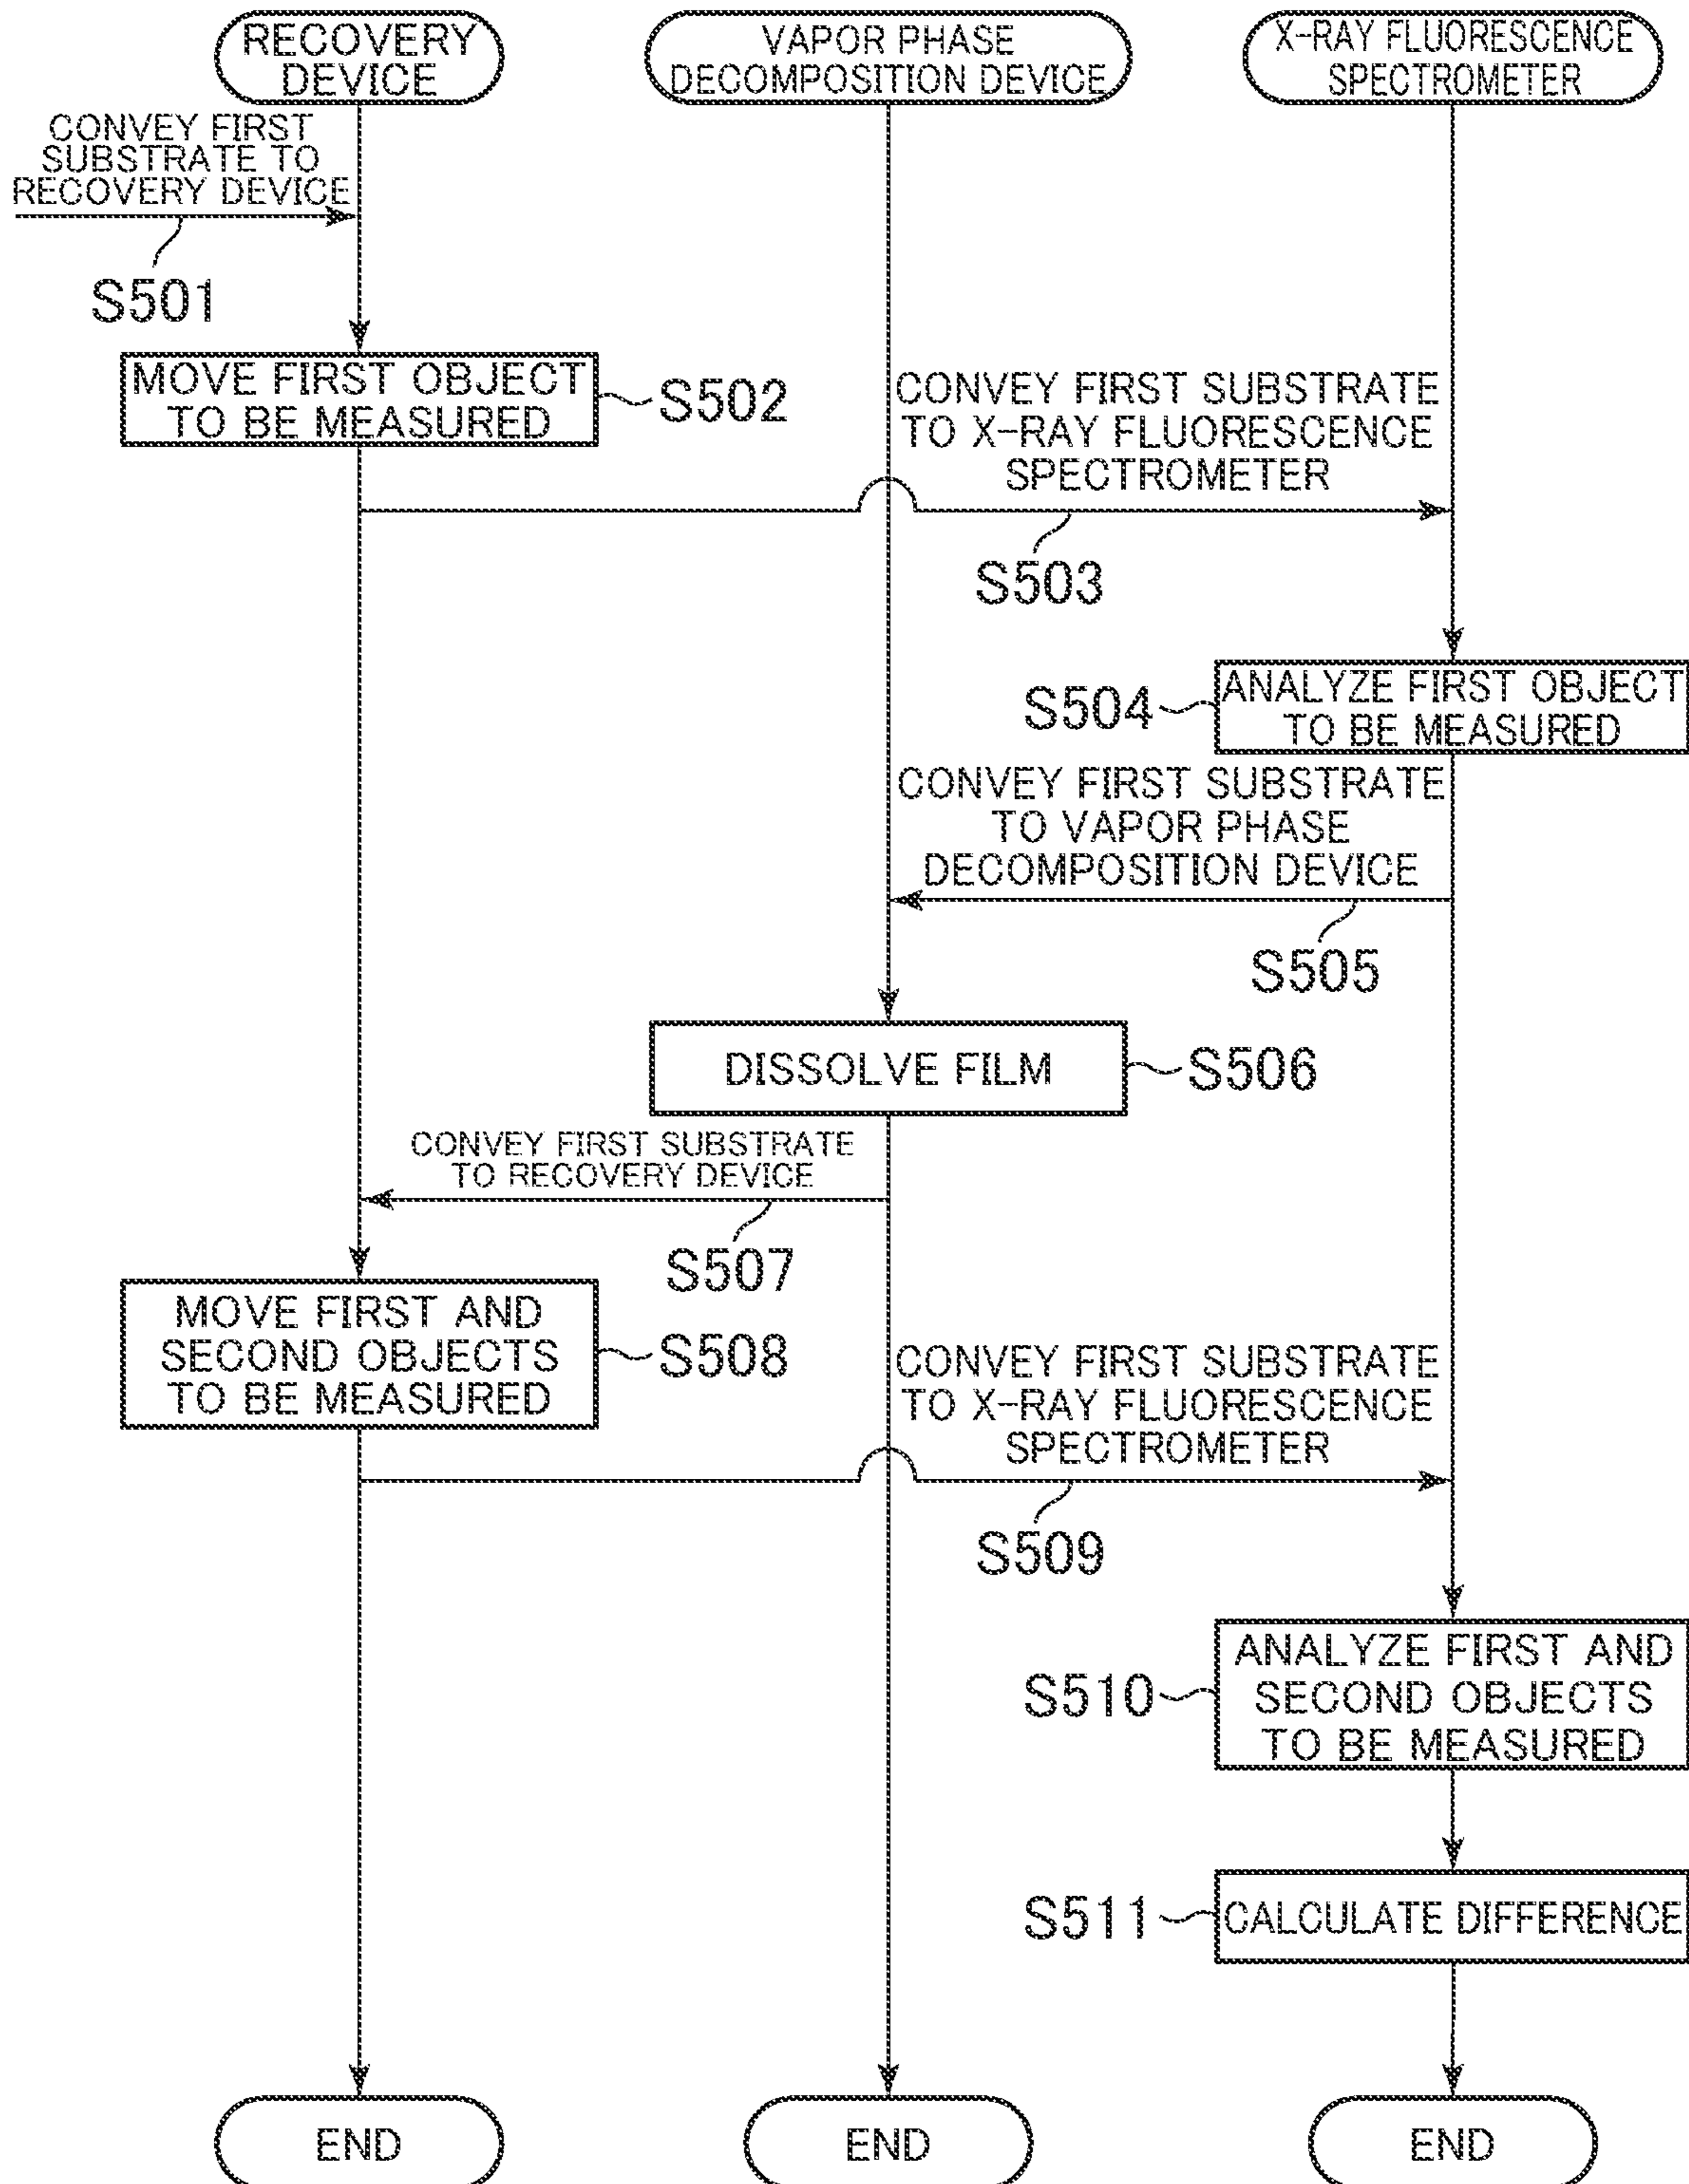 RECOVERY
DEVICE
VAPOR PHASE
DECOMPOSITION DEVICE
X-RAY FLUORESCENCE
SPECTROMETER
CONVEY FIRST
SUBSTRATE TO
RECOVERY DEVICE
S501
MOVE FIRST OBJECT
TO BE MEASURED
S502
CONVEY FIRST SUBSTRATE
TO X-RAY FLUORESCENCE
SPECTROMETER
S503
S504
ANALYZE FIRST OBJECT
TO BE MEASURED
CONVEY FIRST SUBSTRATE
TO VAPOR PHASE
DECOMPOSITION DEVICE
S505
DISSOLVE FILM
S506
CONVEY FIRST SUBSTRATE
TO RECOVERY DEVICE
S507
MOVE FIRST AND
SECOND OBJECTS
TO BE MEASURED
S508
CONVEY FIRST SUBSTRATE
TO X-RAY FLUORESCENCE
SPECTROMETER
S509
S510
ANALYZE FIRST AND
SECOND OBJECTS
TO BE MEASURED
S511
CALCULATE DIFFERENCE
END
END
END